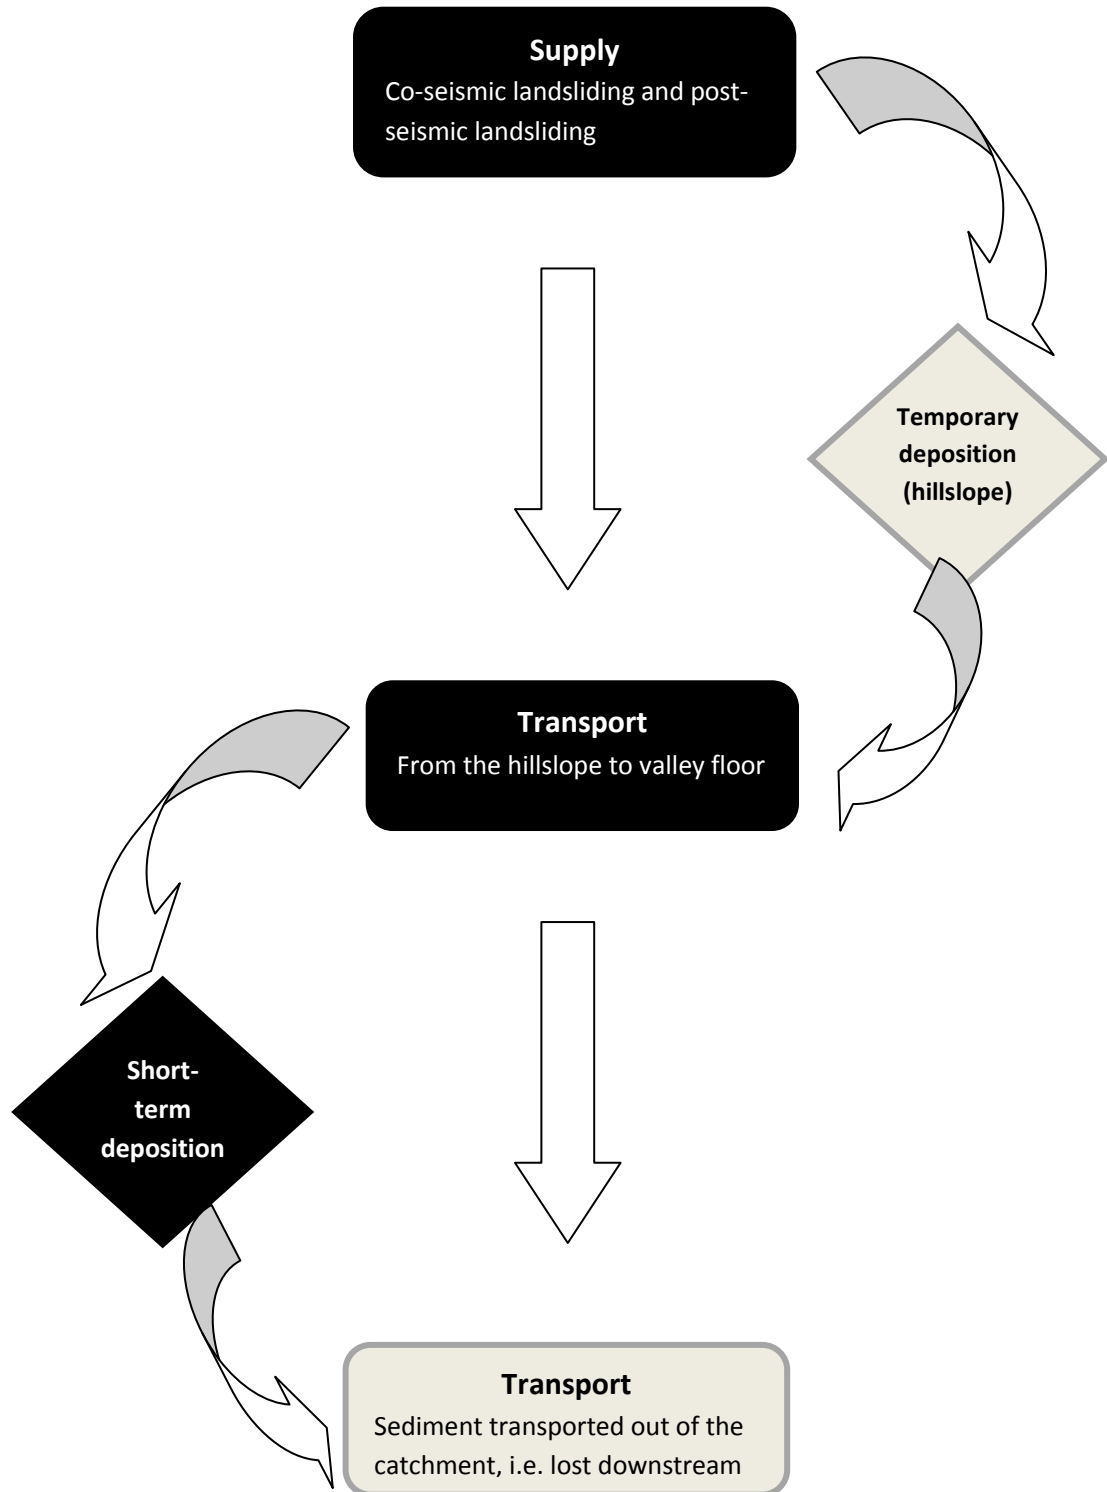 Supply
Co-seismic landsliding and post-
seismic landsliding
Temporary
deposition
(hillslope)
Transport
From the hillslope to valley floor
Short-
term
deposition
Transport
Sediment transported out of the
catchment, i.e. lost downstream